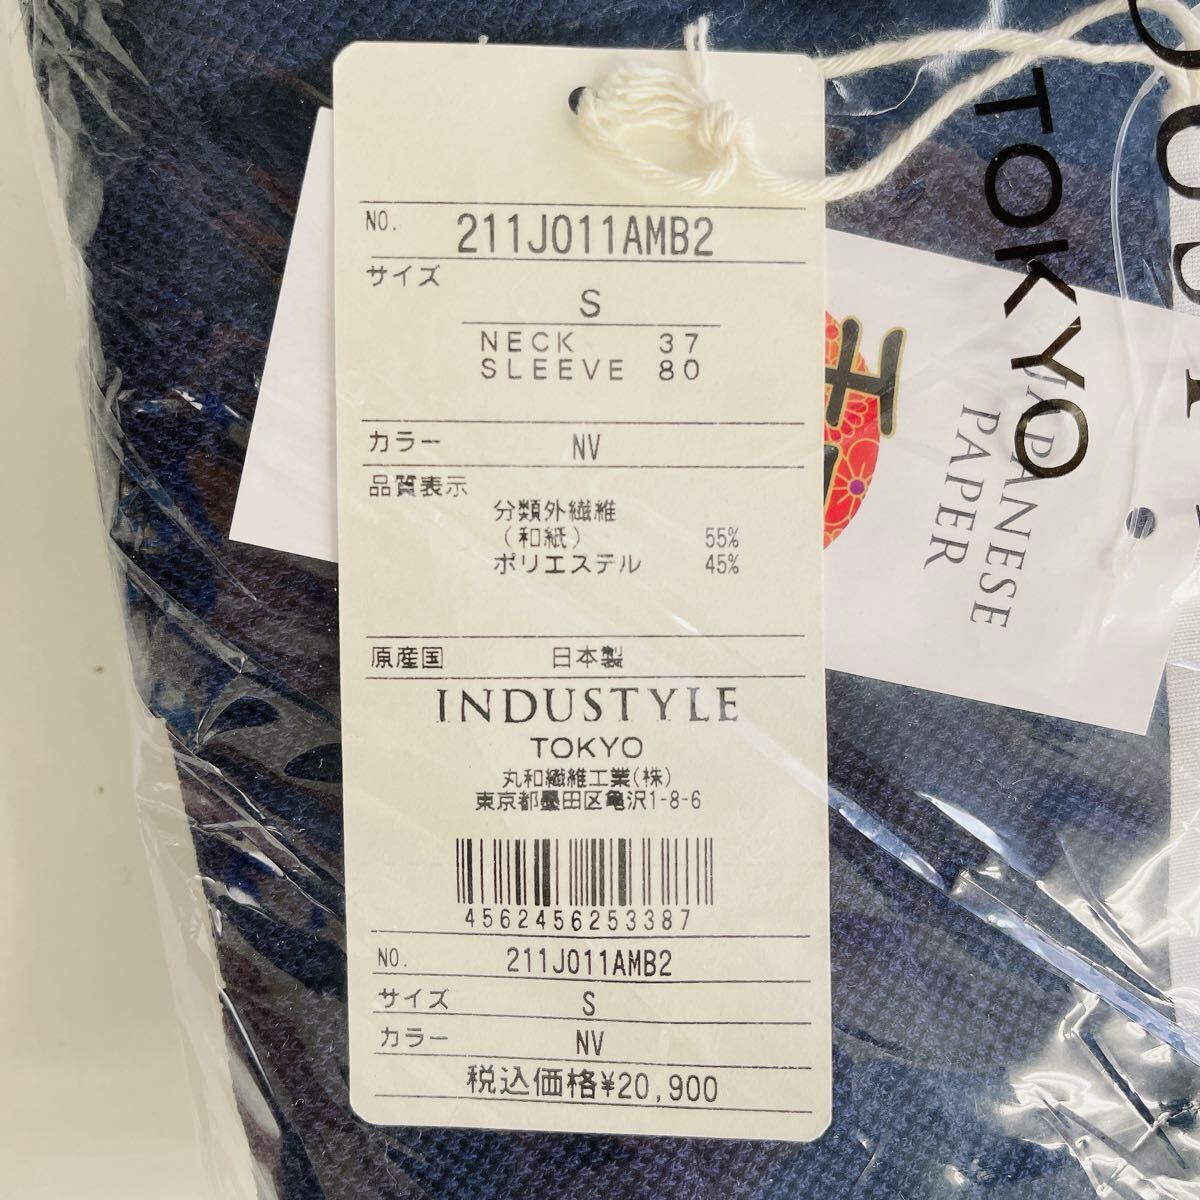 NO. 211J011AMB2
サイズ
S
NECK 37
SLEEVE 80
カラー NV
品質表示
分類外繊維
(和紙) 55%
ポリエステル 45%
原産国 日本製
INDUSTYLE
TOKYO
丸和繊維工業(株)
東京都墨田区亀沢1-8-6
4562456253387
NO. 211J011AMB2
サイズ S
カラー NV
税込価格¥20,900
TOKYO
JAPANESE
PAPER